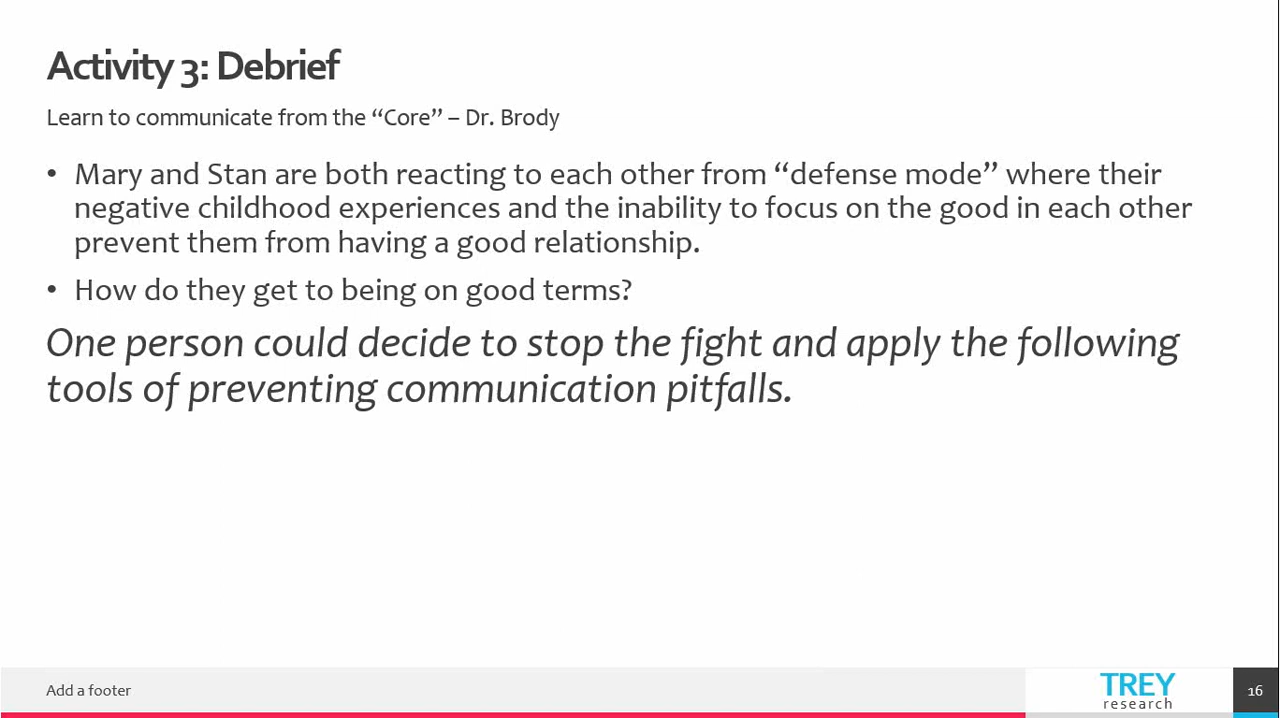 Activity 3: Debrief
Learn to communicate from the “Core” – Dr. Brody
• Mary and Stan are both reacting to each other from “defense mode” where their
negative childhood experiences and the inability to focus on the good in each other
prevent them from having a good relationship.
• How do they get to being on good terms?
One person could decide to stop the fight and apply the following
tools of preventing communication pitfalls.
Add a footer
TREY
research
16